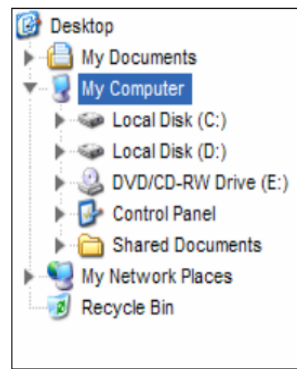 Desktop
My Documents
My Computer
Local Disk (C:)
Local Disk (D:)
DVD/CD-RW Drive (E:)
Control Panel
Shared Documents
My Network Places
Recycle Bin